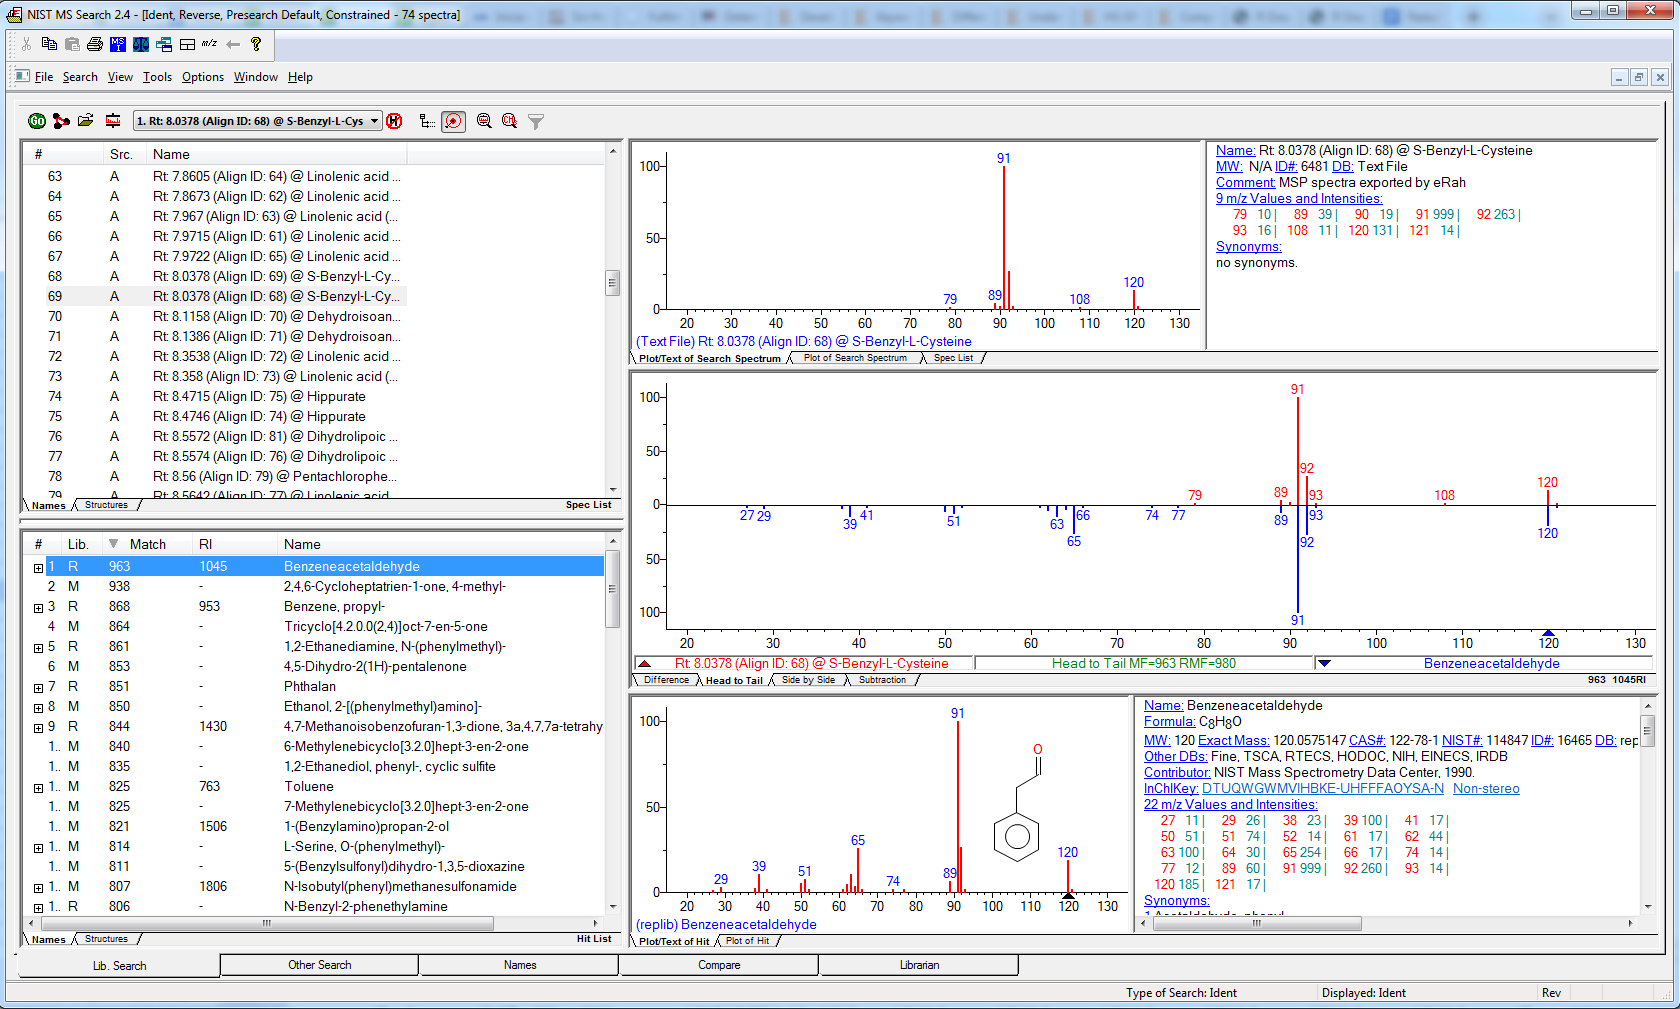 NIST MS Search 2.4 - [Ident, Reverse, Presearch Default, Constrained - 74 spectra]
m/z
File Search View Tools Options Window Help
GO
1. Rt: 8.0378 (Align ID: 68) @ S-Benzyl-L-Cys
# Src. Name
63 A Rt: 7.8605 (Align ID: 64) @ Linolenic acid ...
64 A Rt: 7.8673 (Align ID: 62) @ Linolenic acid ...
65 A Rt: 7.967 (Align ID: 63) @ Linolenic acid (...
66 A Rt: 7.9715 (Align ID: 61) @ Linolenic acid ...
67 A Rt: 7.9722 (Align ID: 65) @ Linolenic acid ...
68 A Rt: 8.0378 (Align ID: 69) @ S-Benzyl-L-Cy...
69 A Rt: 8.0378 (Align ID: 68) @ S-Benzyl-L-Cy...
70 A Rt: 8.1158 (Align ID: 70) @ Dehydroisoan...
71 A Rt: 8.1386 (Align ID: 71) @ Dehydroisoan...
72 A Rt: 8.3538 (Align ID: 72) @ Linolenic acid ...
73 A Rt: 8.358 (Align ID: 73) @ Linolenic acid (...
74 A Rt: 8.4715 (Align ID: 75) @ Hippurate
75 A Rt: 8.4746 (Align ID: 74) @ Hippurate
76 A Rt: 8.5572 (Align ID: 81) @ Dihydrolipoic ...
77 A Rt: 8.5574 (Align ID: 76) @ Dihydrolipoic ...
78 A Rt: 8.56 (Align ID: 79) @ Pentachlorophe...
79 A Rt: 8.5642 (Align ID: 77) @ Linolenic acid
Names Structures Spec List
# Lib. Match RI Name
1 R 963 1045 Benzeneacetaldehyde
2 M 938 - 2,4,6-Cycloheptatrien-1-one, 4-methyl-
3 R 868 953 Benzene, propyl-
4 M 864 - Tricyclo[4.2.0.0(2,4)]oct-7-en-5-one
5 R 861 - 1,2-Ethanediamine, N-(phenylmethyl)-
6 M 853 - 4,5-Dihydro-2(1H)-pentalenone
7 R 851 - Phthalan
8 M 850 - Ethanol, 2-[(phenylmethyl)amino]-
9 R 844 1430 4,7-Methanoisobenzofuran-1,3-dione, 3a,4,7,7a-tetrahy
1.. M 840 - 6-Methylenebicyclo[3.2.0]hept-3-en-2-one
1.. M 835 - 1,2-Ethanediol, phenyl-, cyclic sulfite
1.. M 825 763 Toluene
1.. M 825 - 7-Methylenebicyclo[3.2.0]hept-3-en-2-one
1.. M 821 1506 1-(Benzylamino)propan-2-ol
1.. M 814 - L-Serine, O-(phenylmethyl)-
1.. M 811 - 5-(Benzylsulfonyl)dihydro-1,3,5-dioxazine
1.. M 807 1806 N-Isobutyl(phenyl)methanesulfonamide
1.. R 806 - N-Benzyl-2-phenethylamine
Names Structures Hit List
91
100
50
0
79 89 108 120
20 30 40 50 60 70 80 90 100 110 120 130
(Text File) Rt: 8.0378 (Align ID: 68) @ S-Benzyl-L-Cysteine
Plot/Text of Search Spectrum Plot of Search Spectrum Spec List
Name: Rt: 8.0378 (Align ID: 68) @ S-Benzyl-L-Cysteine
MW: N/A ID#: 6481 DB: Text File
Comment: MSP spectra exported by eRah
9 m/z Values and Intensities:
79 10 | 89 39 | 90 19 | 91 999 | 92 263 |
93 16 | 108 11 | 120 131 | 121 14 |
Synonyms:
no synonyms.
91
100
50
92
79 89 93 108 120
0
27 29 39 41 51 63 66 74 77 89 93
65 92 120
50
100
91
20 30 40 50 60 70 80 90 100 110 120 130
Rt: 8.0378 (Align ID: 68) @ S-Benzyl-L-Cysteine Head to Tail MF=963 RMF=980 Benzeneacetaldehyde
Difference Head to Tail Side by Side Subtraction 963 1045RI
91
100
50
0
29 39 51 65 74 89 120
O
20 30 40 50 60 70 80 90 100 110 120 130
(replib) Benzeneacetaldehyde
Plot/Text of Hit Plot of Hit
Name: Benzeneacetaldehyde
Formula: C8H8O
MW: 120 Exact Mass: 120.0575147 CAS#: 122-78-1 NIST#: 114847 ID#: 16465 DB: rep
Other DBs: Fine, TSCA, RTECS, HODOC, NIH, EINECS, IRDB
Contributor: NIST Mass Spectrometry Data Center, 1990.
InChIKey: DTUQWGWMVIHBKE-UHFFFAOYSA-N Non-stereo
22 m/z Values and Intensities:
27 11 | 29 26 | 38 23 | 39 100 | 41 17 |
50 51 | 51 74 | 52 14 | 61 17 | 62 44 |
63 100 | 64 30 | 65 254 | 66 17 | 74 14 |
77 12 | 89 60 | 91 999 | 92 260 | 93 14 |
120 185 | 121 17 |
Synonyms:
1.Acetaldehyde, phenyl
Lib. Search Other Search Names Compare Librarian
Type of Search: Ident Displayed: Ident Rev